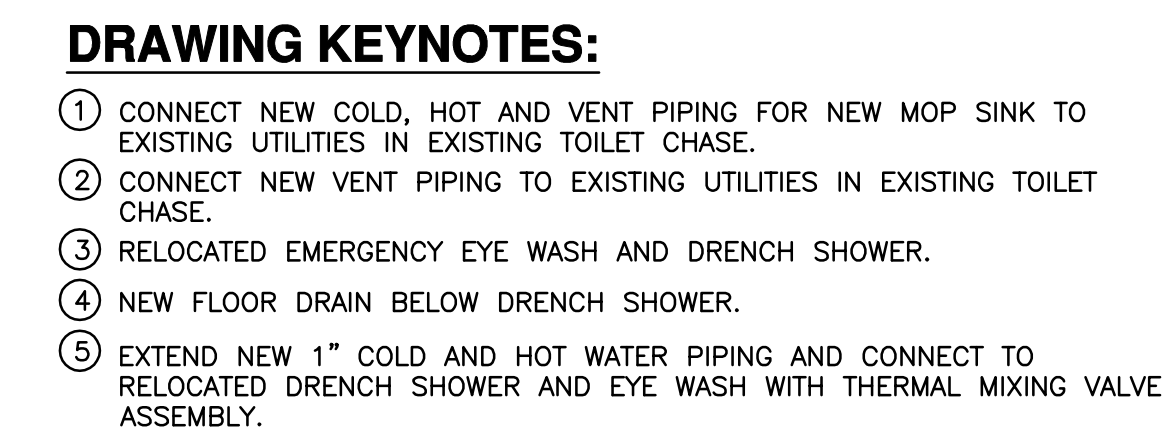 DRAWING KEYNOTES:
1 CONNECT NEW COLD, HOT AND VENT PIPING FOR NEW MOP SINK TO
EXISTING UTILITIES IN EXISTING TOILET CHASE.
2 CONNECT NEW VENT PIPING TO EXISTING UTILITIES IN EXISTING TOILET
CHASE.
3 RELOCATED EMERGENCY EYE WASH AND DRENCH SHOWER.
4 NEW FLOOR DRAIN BELOW DRENCH SHOWER.
5 EXTEND NEW 1" COLD AND HOT WATER PIPING AND CONNECT TO
RELOCATED DRENCH SHOWER AND EYE WASH WITH THERMAL MIXING VALVE
ASSEMBLY.